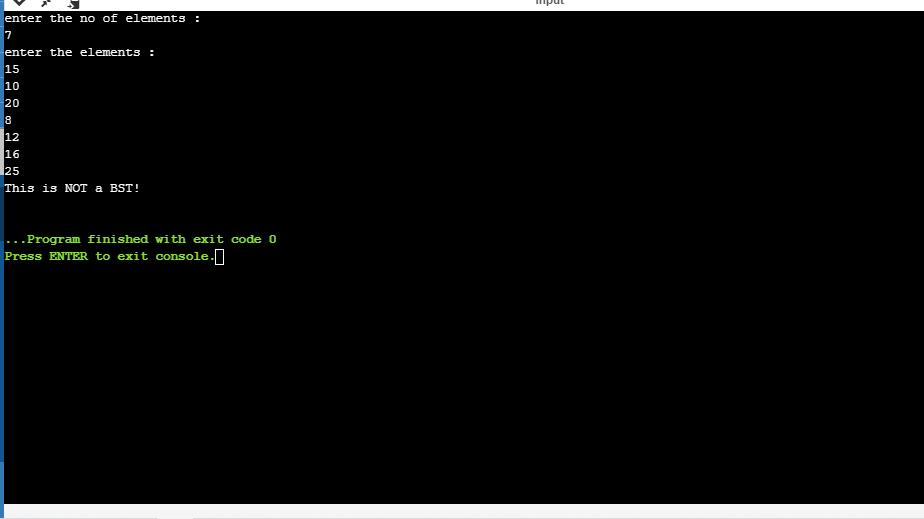 input
enter the no of elements :
7
enter the elements :
15
10
20
8
12
16
25
This is NOT a BST!
...Program finished with exit code 0
Press ENTER to exit console.